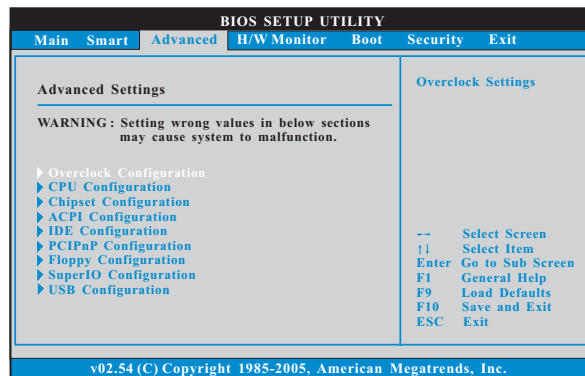 BIOS SETUP UTILITY
Main Smart Advanced H/W Monitor Boot Security Exit
Advanced Settings
WARNING : Setting wrong values in below sections
may cause system to malfunction.
Overclock Configuration
CPU Configuration
Chipset Configuration
ACPI Configuration
IDE Configuration
PCIPnP Configuration
Floppy Configuration
SuperIO Configuration
USB Configuration
Overclock Settings
←→ Select Screen
↑↓ Select Item
Enter Go to Sub Screen
F1 General Help
F9 Load Defaults
F10 Save and Exit
ESC Exit
v02.54 (C) Copyright 1985-2005, American Megatrends, Inc.